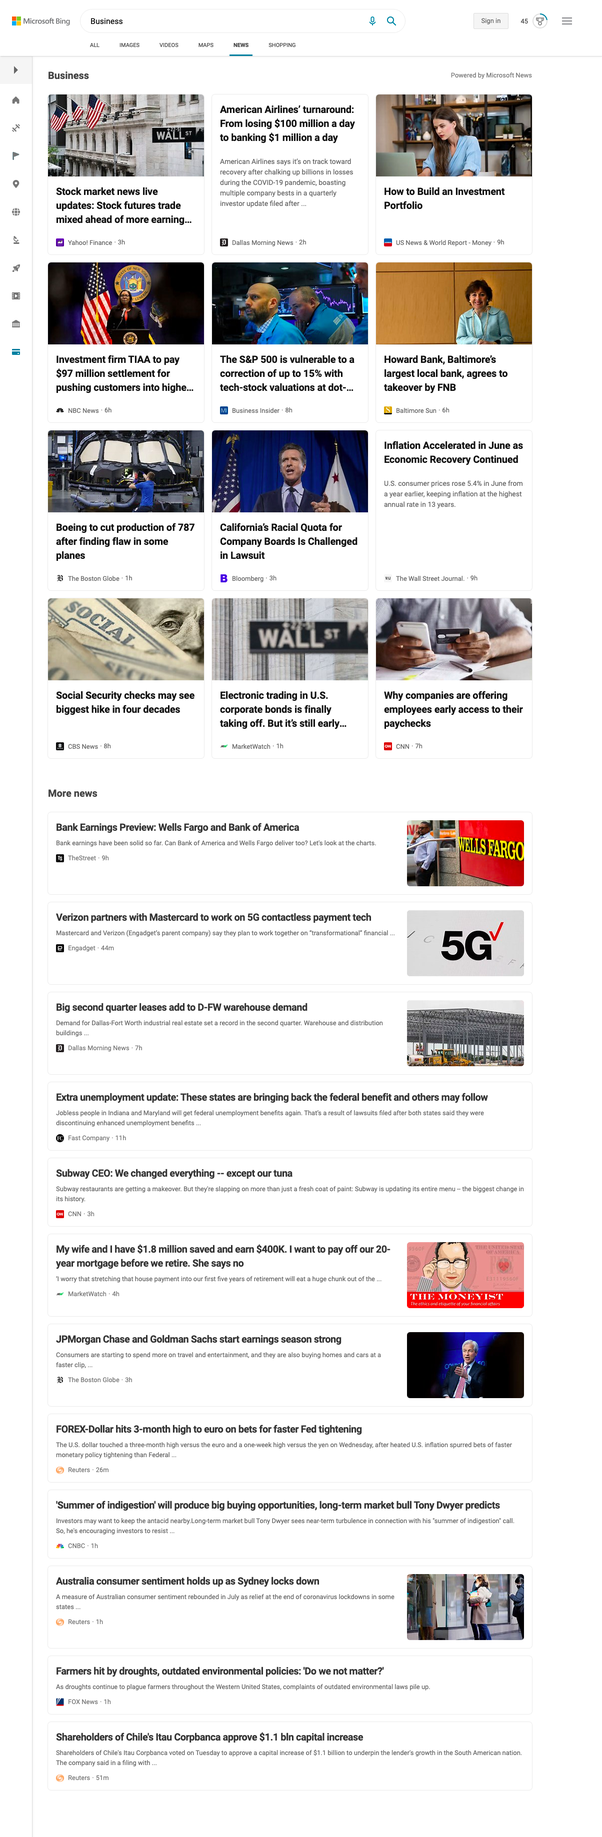 Microsoft Bing
Business
Sign in
45
ALL
IMAGES
VIDEOS
MAPS
NEWS
SHOPPING
Business
Powered by Microsoft News
WALL ST
Stock market news live
updates: Stock futures trade
mixed ahead of more earning...
Yahoo! Finance · 3h
American Airlines' turnaround:
From losing $100 million a day
to banking $1 million a day
American Airlines says it's on track toward
recovery after chalking up billions in losses
during the COVID-19 pandemic, boasting
multiple company bests in a quarterly
investor update filed after ...
Dallas Morning News · 2h
How to Build an Investment
Portfolio
US News & World Report - Money · 9h
Investment firm TIAA to pay
$97 million settlement for
pushing customers into highe...
NBC News · 6h
The S&P 500 is vulnerable to a
correction of up to 15% with
tech-stock valuations at dot-...
Business Insider · 8h
Howard Bank, Baltimore's
largest local bank, agrees to
takeover by FNB
Baltimore Sun · 6h
Boeing to cut production of 787
after finding flaw in some
planes
The Boston Globe · 1h
California's Racial Quota for
Company Boards Is Challenged
in Lawsuit
Bloomberg · 3h
Inflation Accelerated in June as
Economic Recovery Continued
U.S. consumer prices rose 5.4% in June from
a year earlier, keeping inflation at the highest
annual rate in 13 years.
The Wall Street Journal. · 9h
SOCIAL
Social Security checks may see
biggest hike in four decades
CBS News · 8h
WALL ST
Electronic trading in U.S.
corporate bonds is finally
taking off. But it's still early...
MarketWatch · 1h
Why companies are offering
employees early access to their
paychecks
CNN · 7h
More news
Bank Earnings Preview: Wells Fargo and Bank of America
Bank earnings have been solid so far. Can Bank of America and Wells Fargo deliver too? Let's look at the charts.
TheStreet · 9h
WELLS FARGO
Verizon partners with Mastercard to work on 5G contactless payment tech
Mastercard and Verizon (Engadget's parent company) say they plan to work together on "transformational" financial ...
Engadget · 44m
5G
Big second quarter leases add to D-FW warehouse demand
Demand for Dallas-Fort Worth industrial real estate set a record in the second quarter. Warehouse and distribution
buildings ...
Dallas Morning News · 7h
Extra unemployment update: These states are bringing back the federal benefit and others may follow
Jobless people in Indiana and Maryland will get federal unemployment benefits again. That's a result of lawsuits filed after both states said they were
discontinuing enhanced unemployment benefits ...
Fast Company · 11h
Subway CEO: We changed everything -- except our tuna
Subway restaurants are getting a makeover. But they're slapping on more than just a fresh coat of paint: Subway is updating its entire menu – the biggest change in
its history.
CNN · 3h
My wife and I have $1.8 million saved and earn $400K. I want to pay off our 20-
year mortgage before we retire. She says no
'I worry that stretching that house payment into our first five years of retirement will eat a huge chunk out of the ...
MarketWatch · 4h
THE MONEYIST
The ethics and etiquette of your financial affairs
JPMorgan Chase and Goldman Sachs start earnings season strong
Consumers are starting to spend more on travel and entertainment, and they are also buying homes and cars at a
faster clip, ...
The Boston Globe · 3h
FOREX-Dollar hits 3-month high to euro on bets for faster Fed tightening
The U.S. dollar touched a three-month high versus the euro and a one-week high versus the yen on Wednesday, after heated U.S. inflation spurred bets of faster
monetary policy tightening than Federal ...
Reuters · 26m
'Summer of indigestion' will produce big buying opportunities, long-term market bull Tony Dwyer predicts
Investors may want to keep the antacid nearby.Long-term market bull Tony Dwyer sees near-term turbulence in connection with his "summer of indigestion" call.
So, he's encouraging investors to resist ...
CNBC · 1h
Australia consumer sentiment holds up as Sydney locks down
A measure of Australian consumer sentiment rebounded in July as relief at the end of coronavirus lockdowns in some
states ...
Reuters · 1h
Farmers hit by droughts, outdated environmental policies: 'Do we not matter?'
As droughts continue to plague farmers throughout the Western United States, complaints of outdated environmental laws pile up.
FOX News · 1h
Shareholders of Chile's Itau Corpbanca approve $1.1 bln capital increase
Shareholders of Chile's Itau Corpbanca voted on Tuesday to approve a capital increase of $1.1 billion to underpin the lender's growth in the South American nation.
The company said in a filing with ...
Reuters · 51m